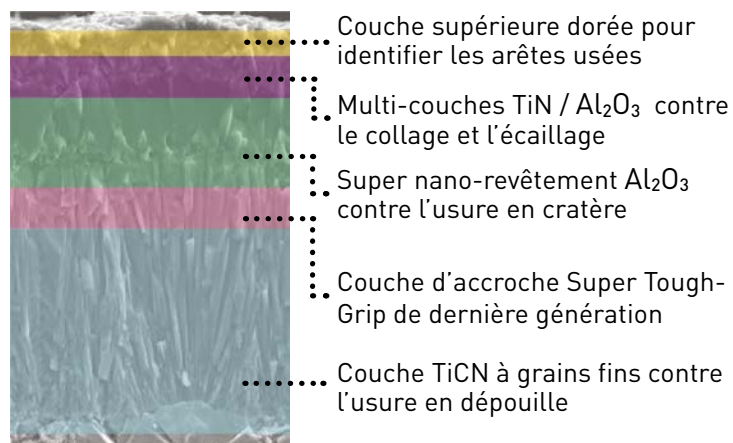 Couche supérieure dorée pour
identifier les arêtes usées
Multi-couches TiN / Al₂O₃ contre
le collage et l’écaillage
Super nano-revêtement Al₂O₃
contre l’usure en cratère
Couche d’accroche Super Tough-
Grip de dernière génération
Couche TiCN à grains fins contre
l’usure en dépouille